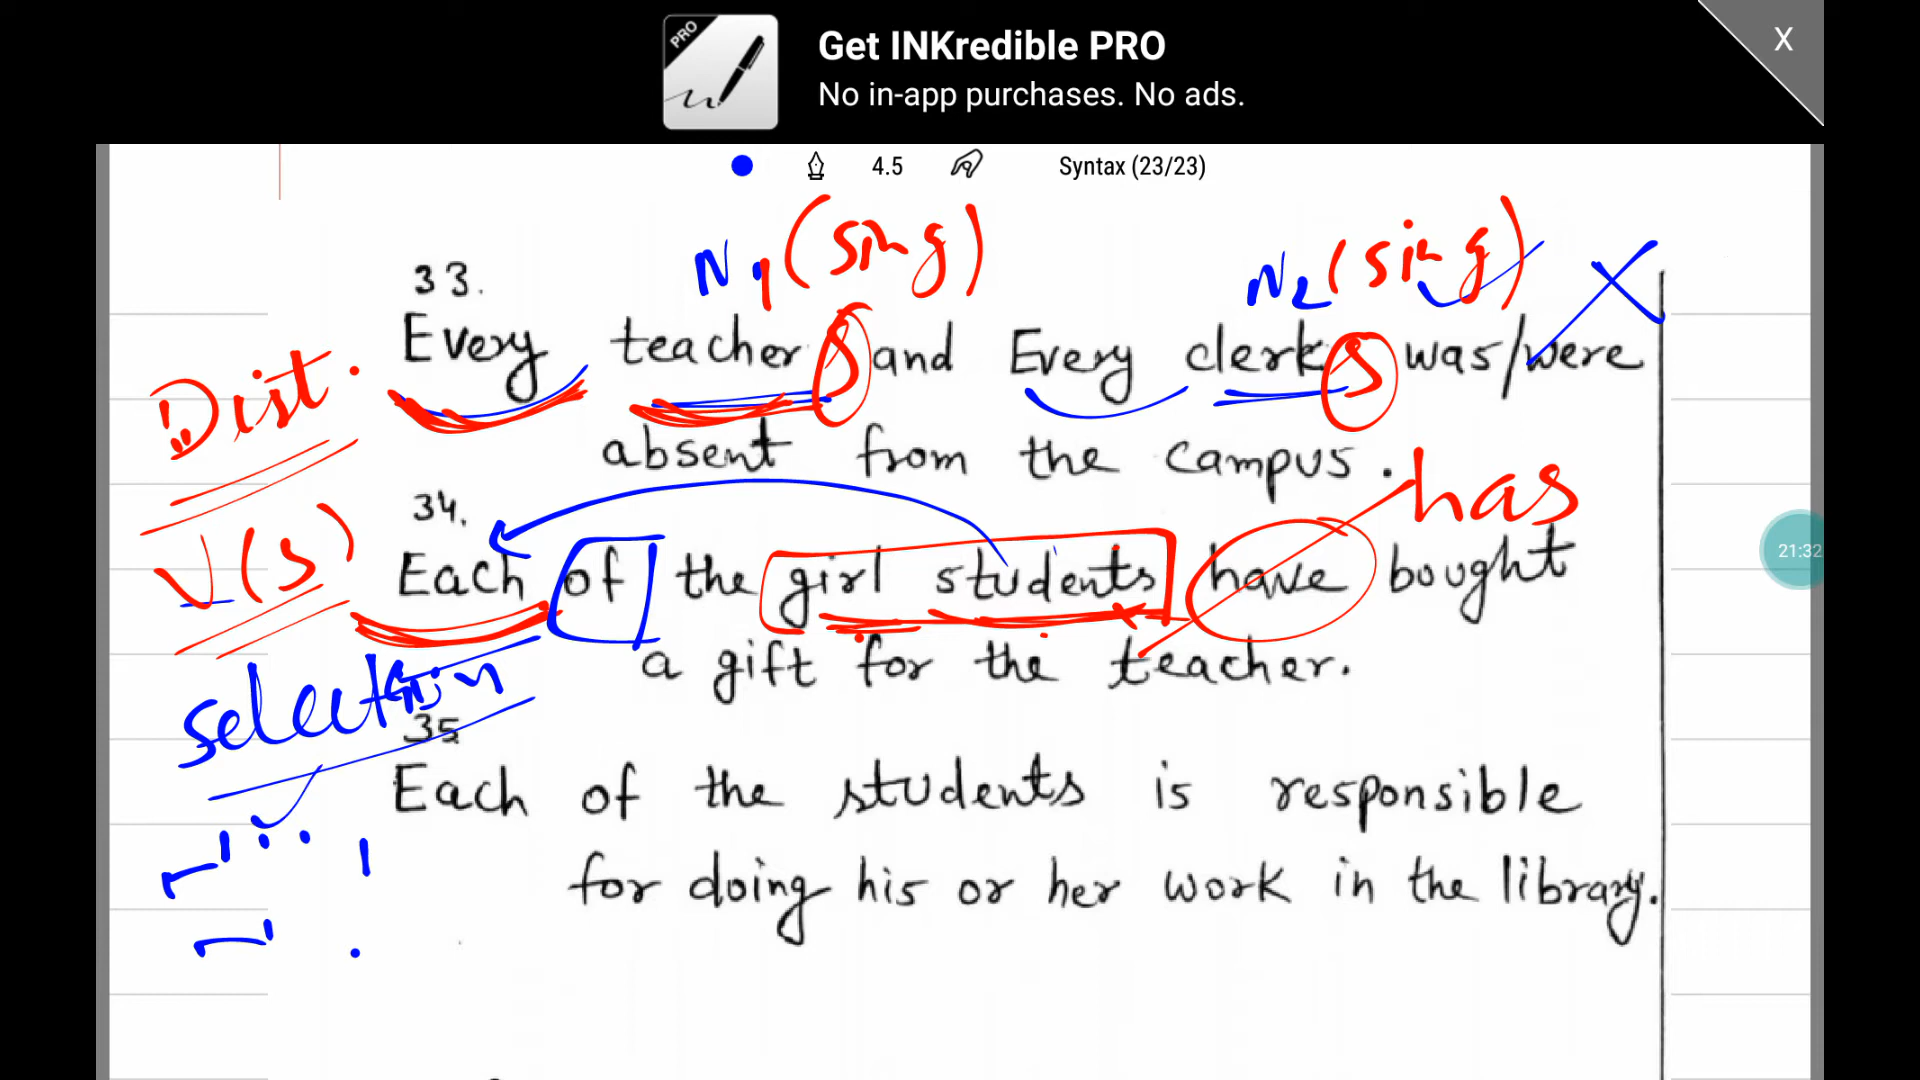 PRO
Get INKredible PRO
No in-app purchases. No ads.
X
4.5
Syntax (23/23)
N1 (sing)
N2 (sing)
33.
Every teachers and Every clerks was/were
Dist.
absent from the campus.
has
34.
V(s)
Each of the girl students have bought
21:32
a gift for the teacher.
selection
35
Each of the students is responsible
for doing his or her work in the library.